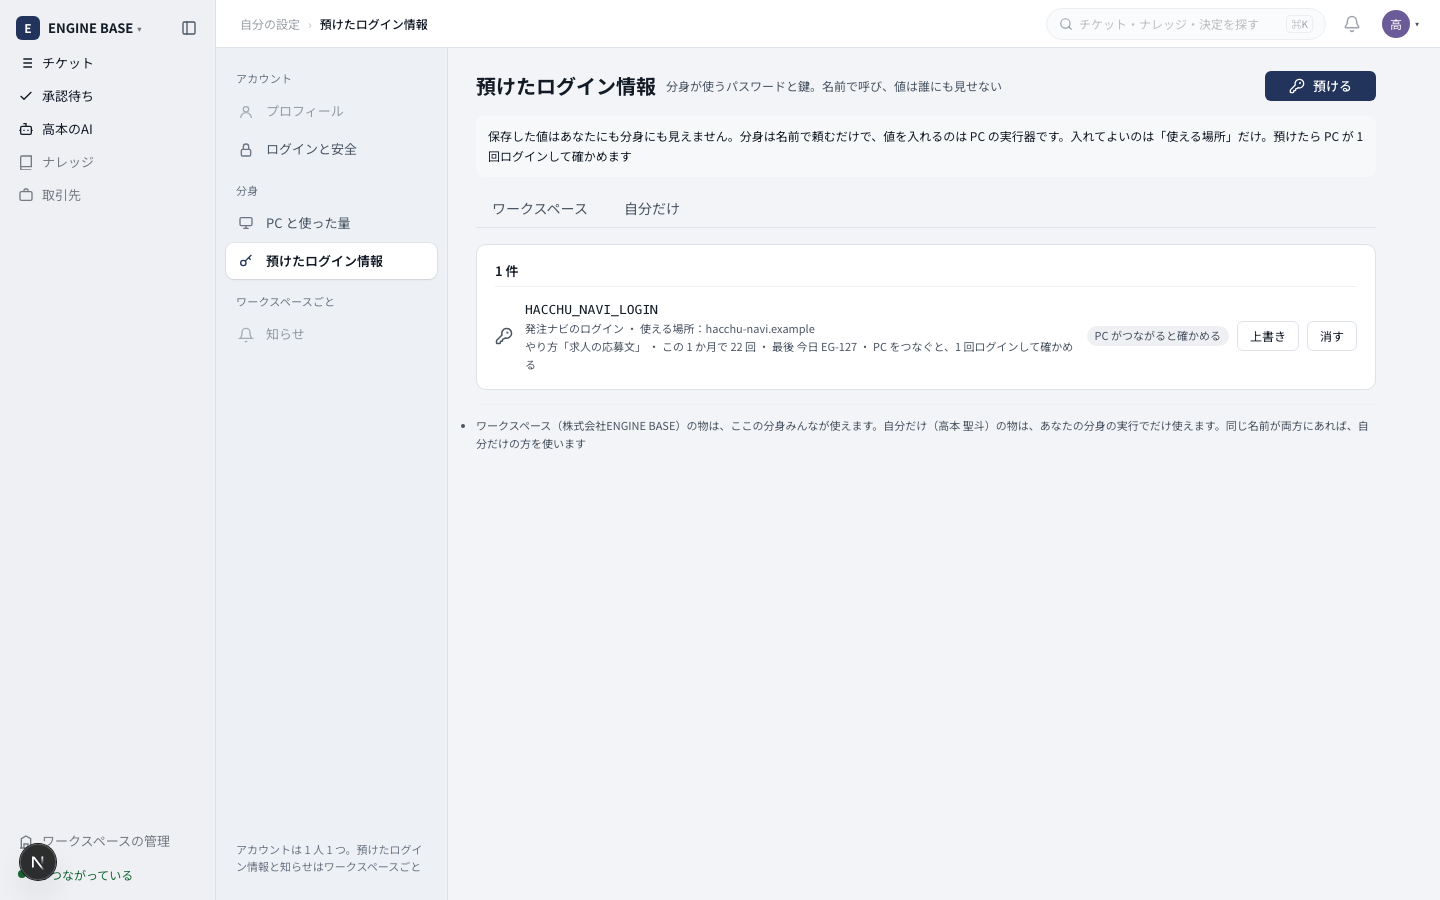 E ENGINE BASE
チケット
承認待ち
高本のAI
ナレッジ
取引先
ワークスペースの管理
つながっている
N
自分の設定 › 預けたログイン情報
チケット・ナレッジ・決定を探す ⌘K
高
アカウント
プロフィール
ログインと安全
分身
PC と使った量
預けたログイン情報
ワークスペースごと
知らせ
アカウントは 1 人 1 つ。預けたログイ
ン情報と知らせはワークスペースごと
預けたログイン情報 分身が使うパスワードと鍵。名前で呼び、値は誰にも見せない
預ける
保存した値はあなたにも分身にも見えません。分身は名前で頼むだけで、値を入れるのは PC の実行器です。入れてよいのは「使える場所」だけ。預けたら PC が 1
回ログインして確かめます
ワークスペース 自分だけ
1 件
HACCHU_NAVI_LOGIN
発注ナビのログイン ・ 使える場所：hacchu-navi.example
やり方「求人の応募文」 ・ この 1 か月で 22 回 ・ 最後 今日 EG-127 ・ PC をつなぐと、1 回ログインして確かめ
る
PC がつながると確かめる 上書き 消す
• ワークスペース（株式会社ENGINE BASE）の物は、ここの分身みんなが使えます。自分だけ（高本 聖斗）の物は、あなたの分身の実行でだけ使えます。同じ名前が両方にあれば、自
分だけの方を使います